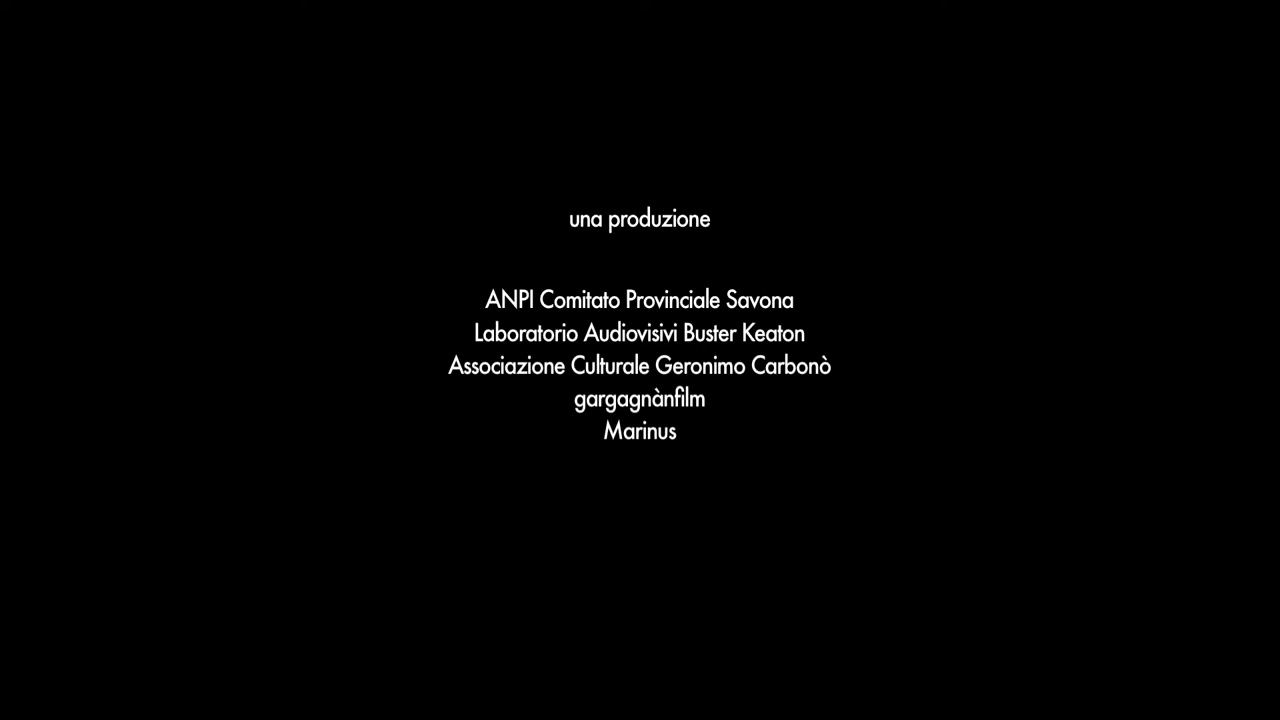 una produzione
ANPI Comitato Provinciale Savona
Laboratorio Audiovisivi Buster Keaton
Associazione Culturale Geronimo Carbonò
gargagnànfilm
Marinus